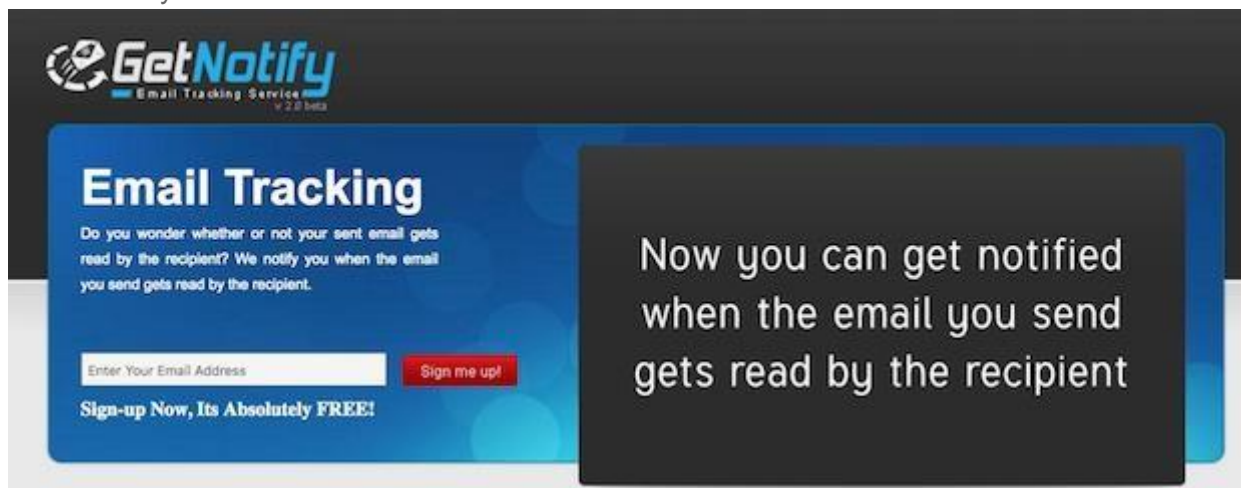 GetNotify
Email Tracking Service
v 2.0 beta
Email Tracking
Do you wonder whether or not your sent email gets
read by the recipient? We notify you when the email
you send gets read by the recipient.
Enter Your Email Address
Sign me up!
Sign-up Now, Its Absolutely FREE!
Now you can get notified
when the email you send
gets read by the recipient